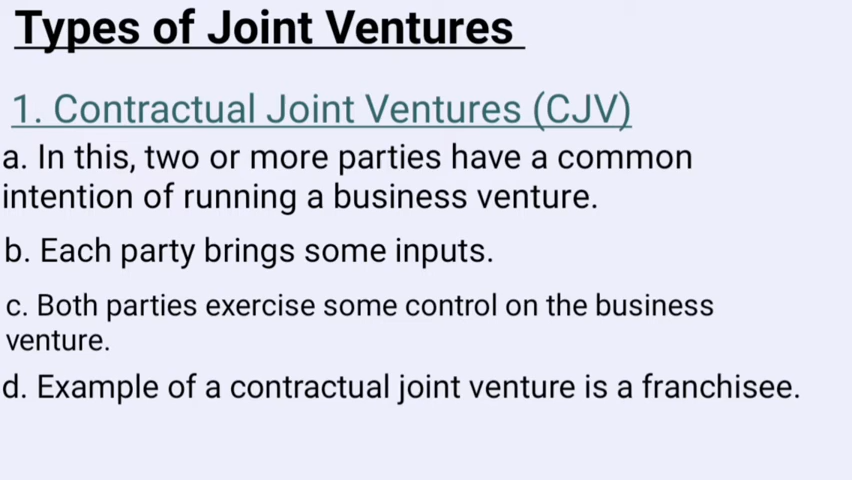 Types of Joint Ventures
1. Contractual Joint Ventures (CJV)
a. In this, two or more parties have a common
intention of running a business venture.
b. Each party brings some inputs.
c. Both parties exercise some control on the business
venture.
d. Example of a contractual joint venture is a franchisee.